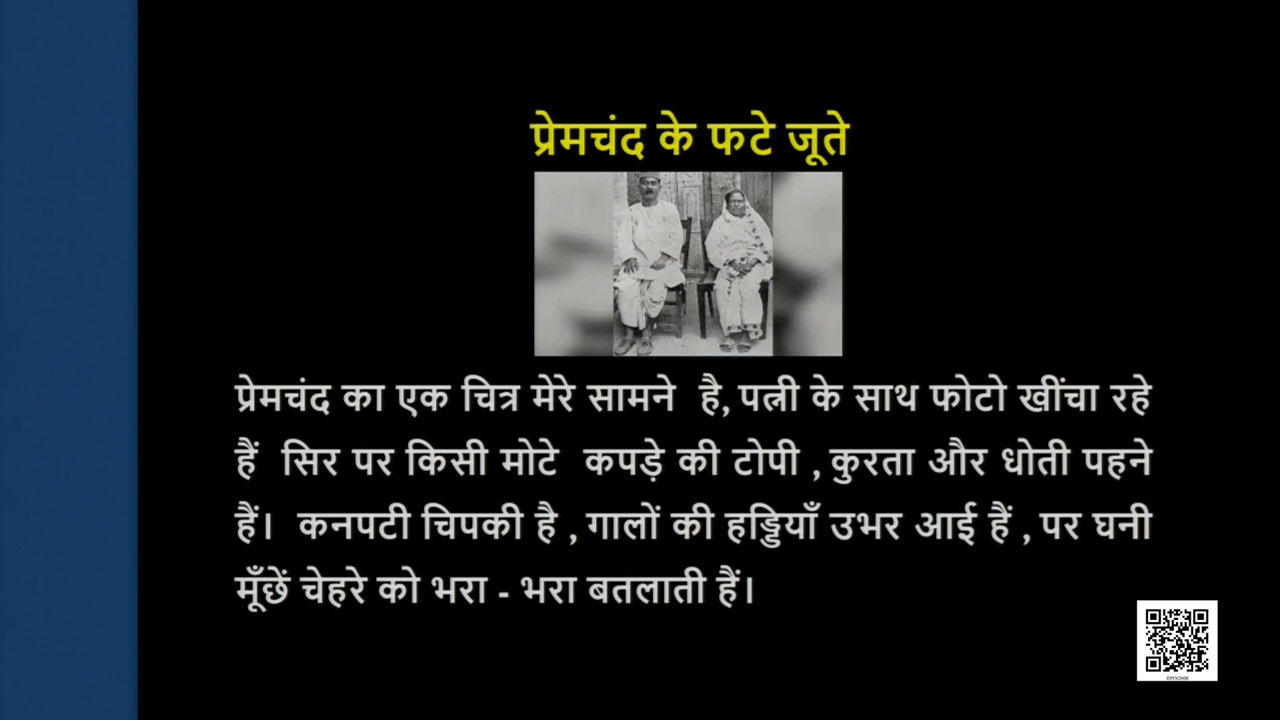 प्रेमचंद के फटे जूते
प्रेमचंद का एक चित्र मेरे सामने है, पत्नी के साथ फोटो खींचा रहे
हैं सिर पर किसी मोटे कपड़े की टोपी , कुरता और धोती पहने
हैं। कनपटी चिपकी है , गालों की हड्डियाँ उभर आई हैं , पर घनी
मूँछें चेहरे को भरा - भरा बतलाती हैं।